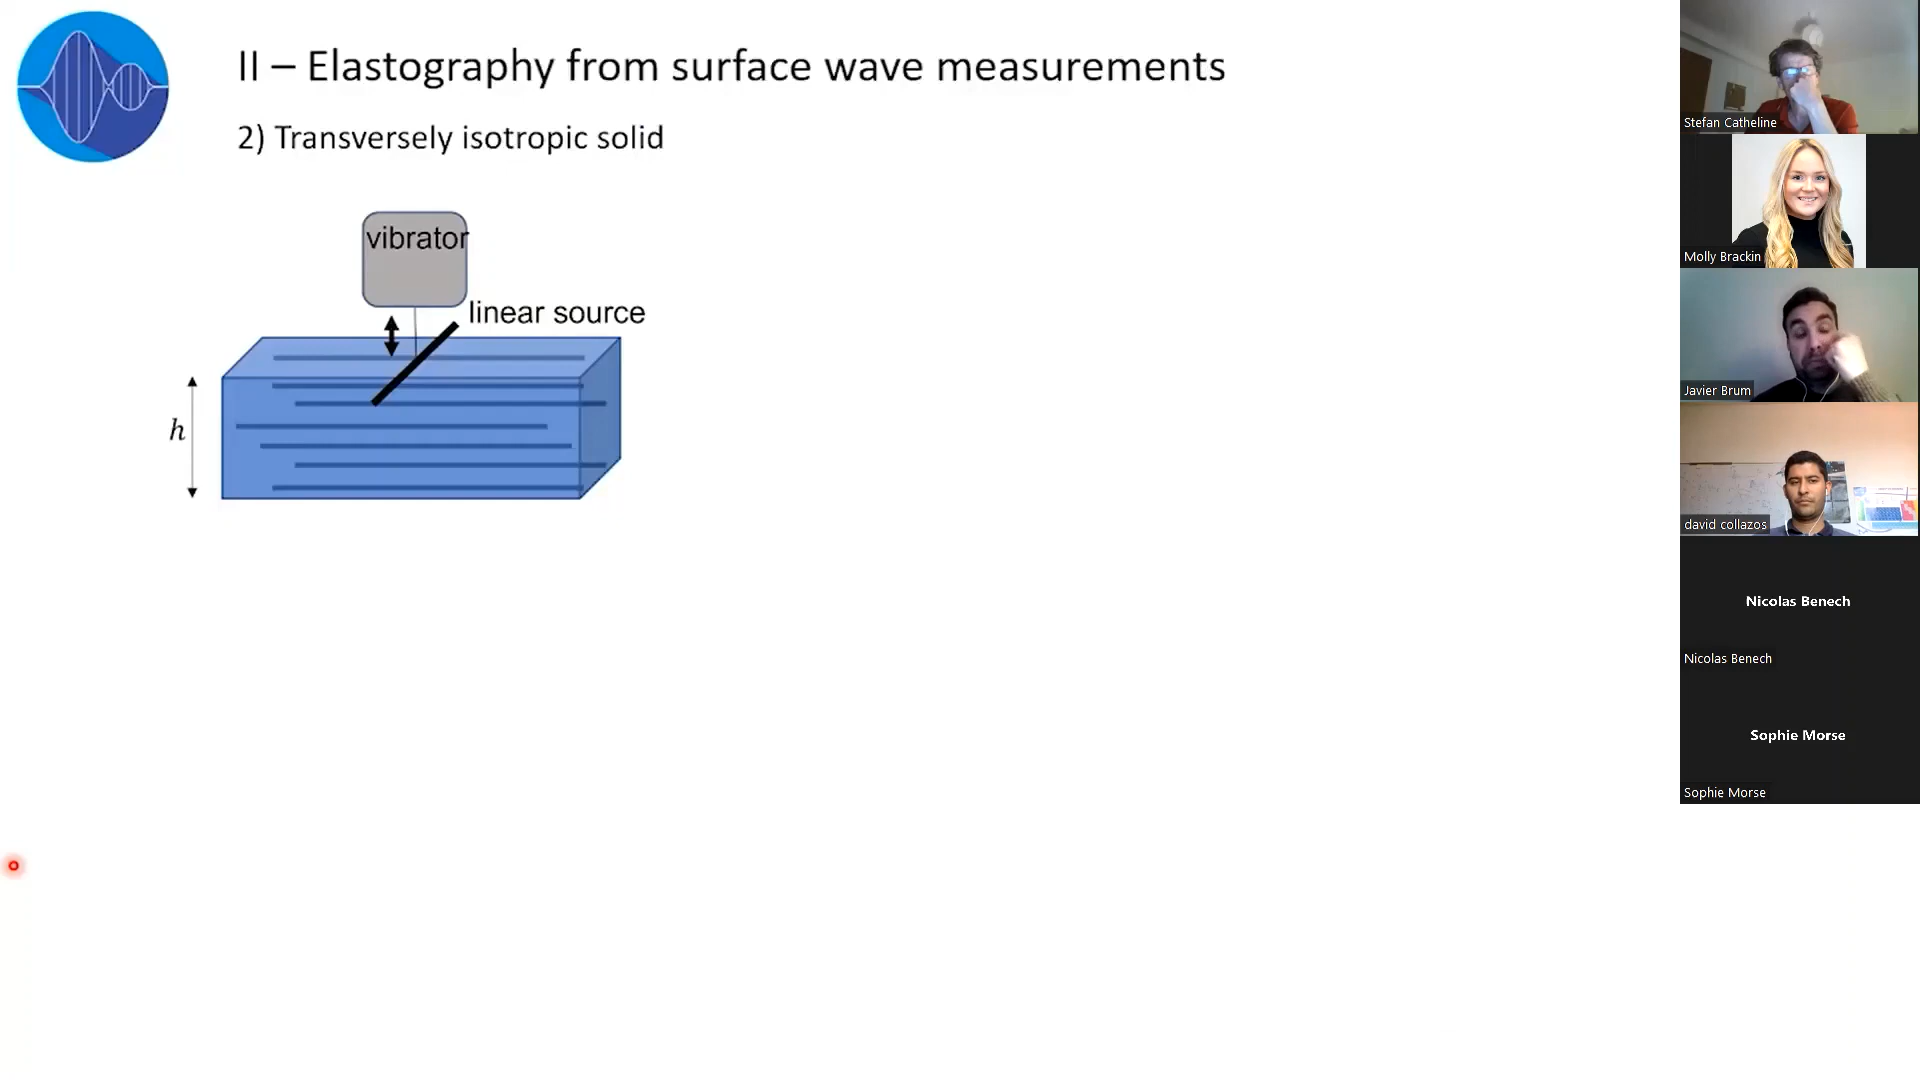 II – Elastography from surface wave measurements
2) Transversely isotropic solid
vibrator
linear source
h
Stefan Catheline
Molly Brackin
Javier Brum
david collazos
Nicolas Benech
Nicolas Benech
Sophie Morse
Sophie Morse